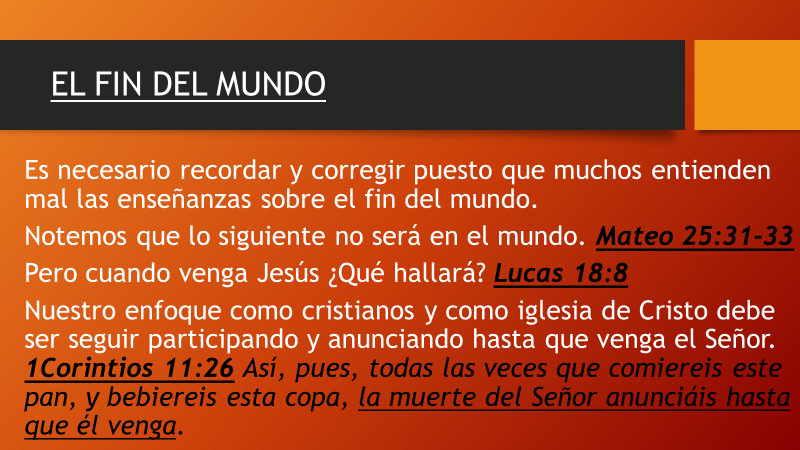 EL FIN DEL MUNDO
Es necesario recordar y corregir puesto que muchos entienden
mal las enseñanzas sobre el fin del mundo.
Notemos que lo siguiente no será en el mundo. Mateo 25:31-33
Pero cuando venga Jesús ¿Qué hallará? Lucas 18:8
Nuestro enfoque como cristianos y como iglesia de Cristo debe
ser seguir participando y anunciando hasta que venga el Señor.
1Corintios 11:26 Así, pues, todas las veces que comiereis este
pan, y bebiereis esta copa, la muerte del Señor anunciáis hasta
que él venga.